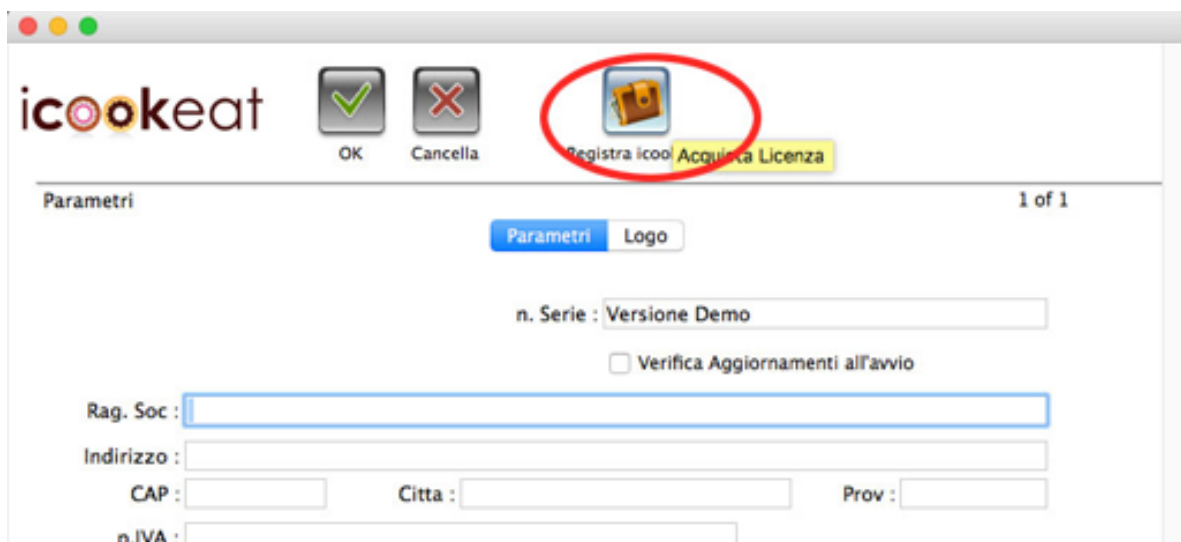 icookeat
OK Cancella Registra icoo Acquista Licenza
Parametri 1 of 1
Parametri Logo
n. Serie : Versione Demo
Verifica Aggiornamenti all'avvio
Rag. Soc :
Indirizzo :
CAP : Citta : Prov :
n.IVA :